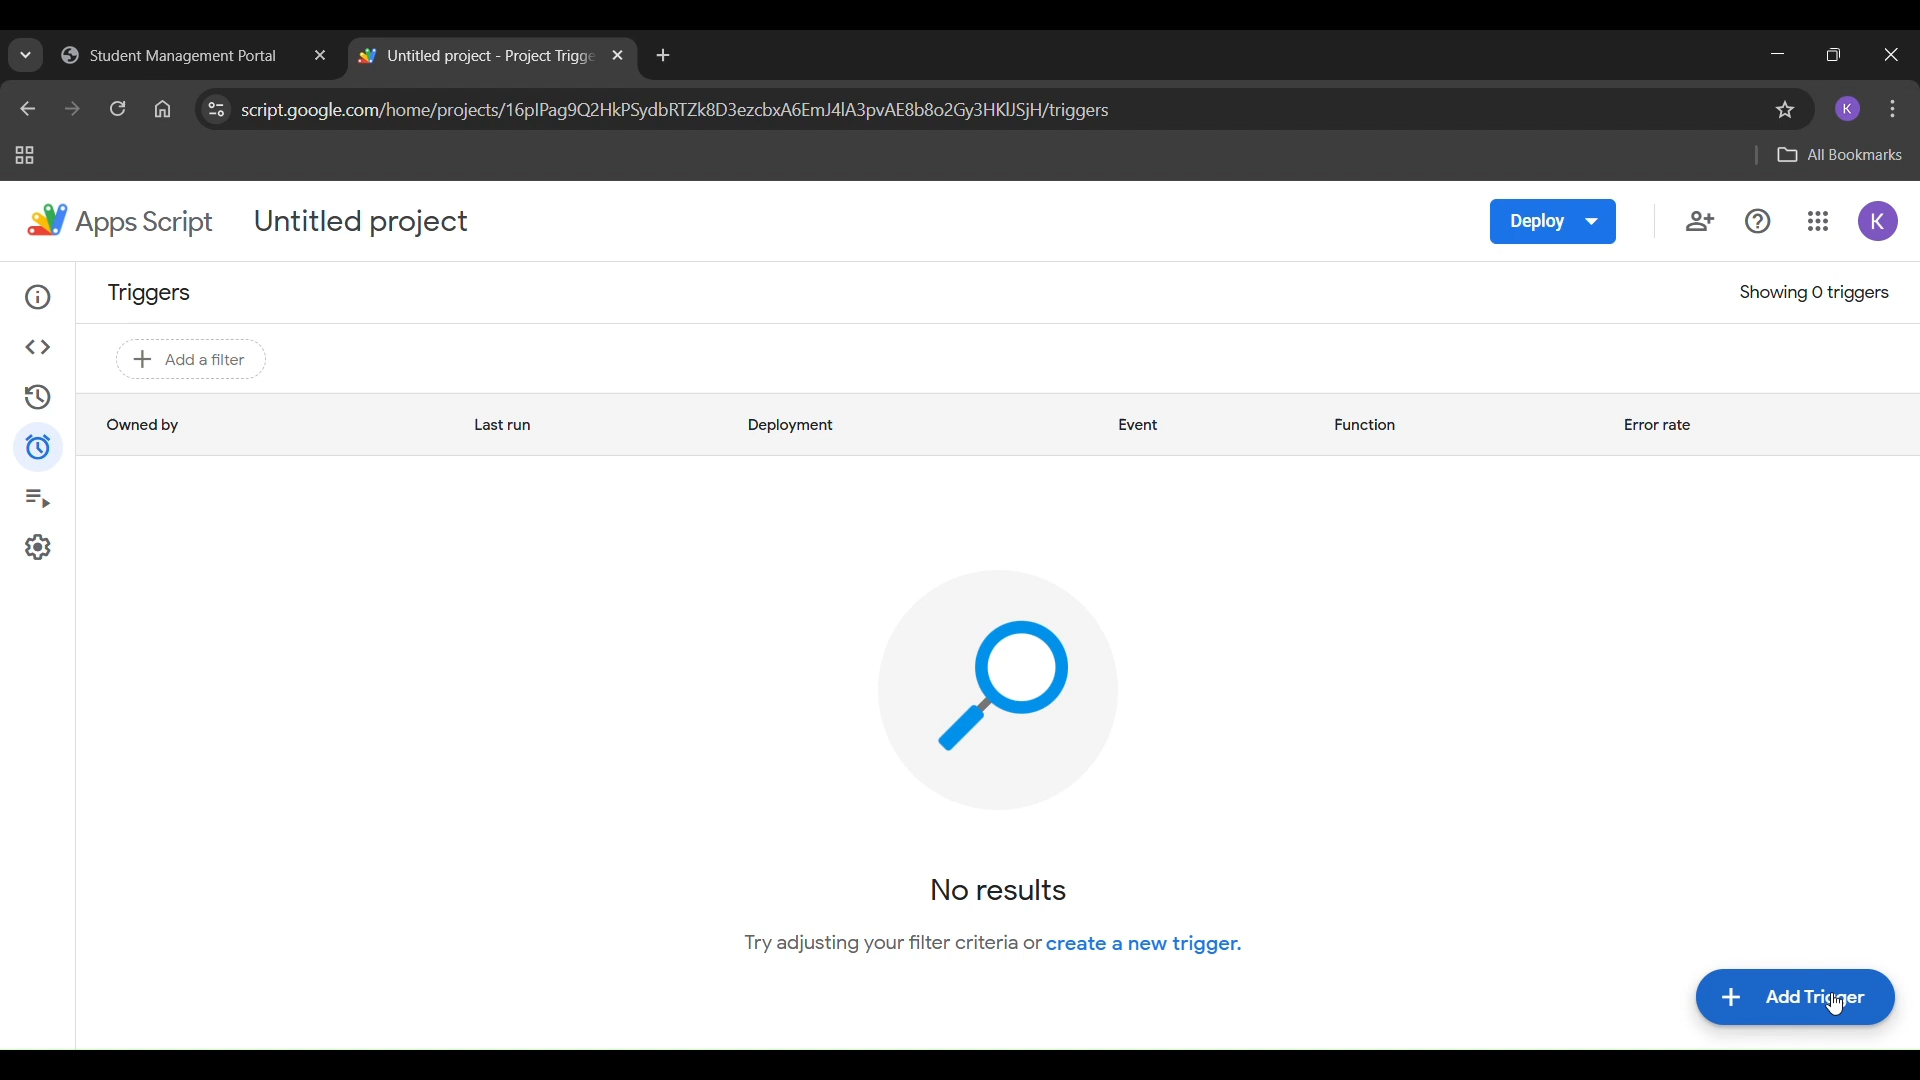 Student Management Portal
Untitled project - Project Trigge
script.google.com/home/projects/16plPag9Q2HkPSydbRTZk8D3ezcbxA6EmJ4lA3pvAE8b8o2Gy3HKlJSjH/triggers
K
All Bookmarks
Apps Script
Untitled project
Deploy
K
Triggers
Showing 0 triggers
Add a filter
Owned by
Last run
Deployment
Event
Function
Error rate
No results
Try adjusting your filter criteria or create a new trigger.
Add Trigger